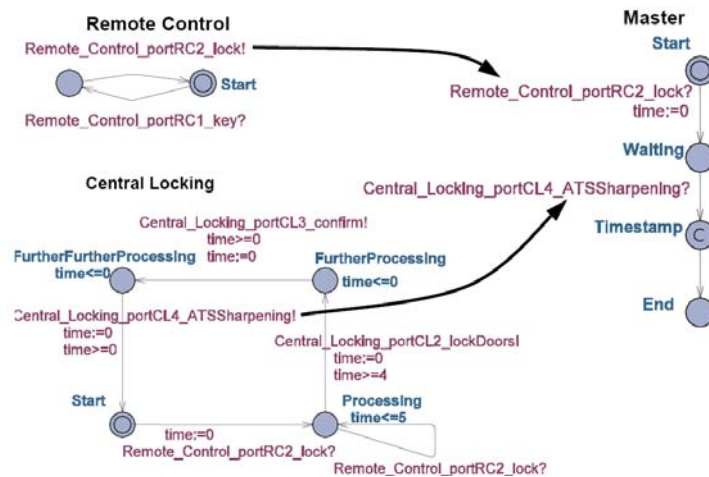 Remote Control
Remote_Control_portRC2_lock!
Start
Remote_Control_portRC1_key?
Master
Start
Remote_Control_portRC2_lock?
time:=0
Waiting
Central_Locking_portCL4_ATSSharpening?
Timestamp
C
End
Central Locking
Central_Locking_portCL3_confirm!
time>=0
time:=0
FurtherFurtherProcessing
time<=0
FurtherProcessing
time<=0
Central_Locking_portCL4_ATSSharpening!
time:=0
time>=0
Central_Locking_portCL2_lockDoors!
time:=0
time>=4
Start
Processing
time<=5
time:=0
Remote_Control_portRC2_lock?
Remote_Control_portRC2_lock?